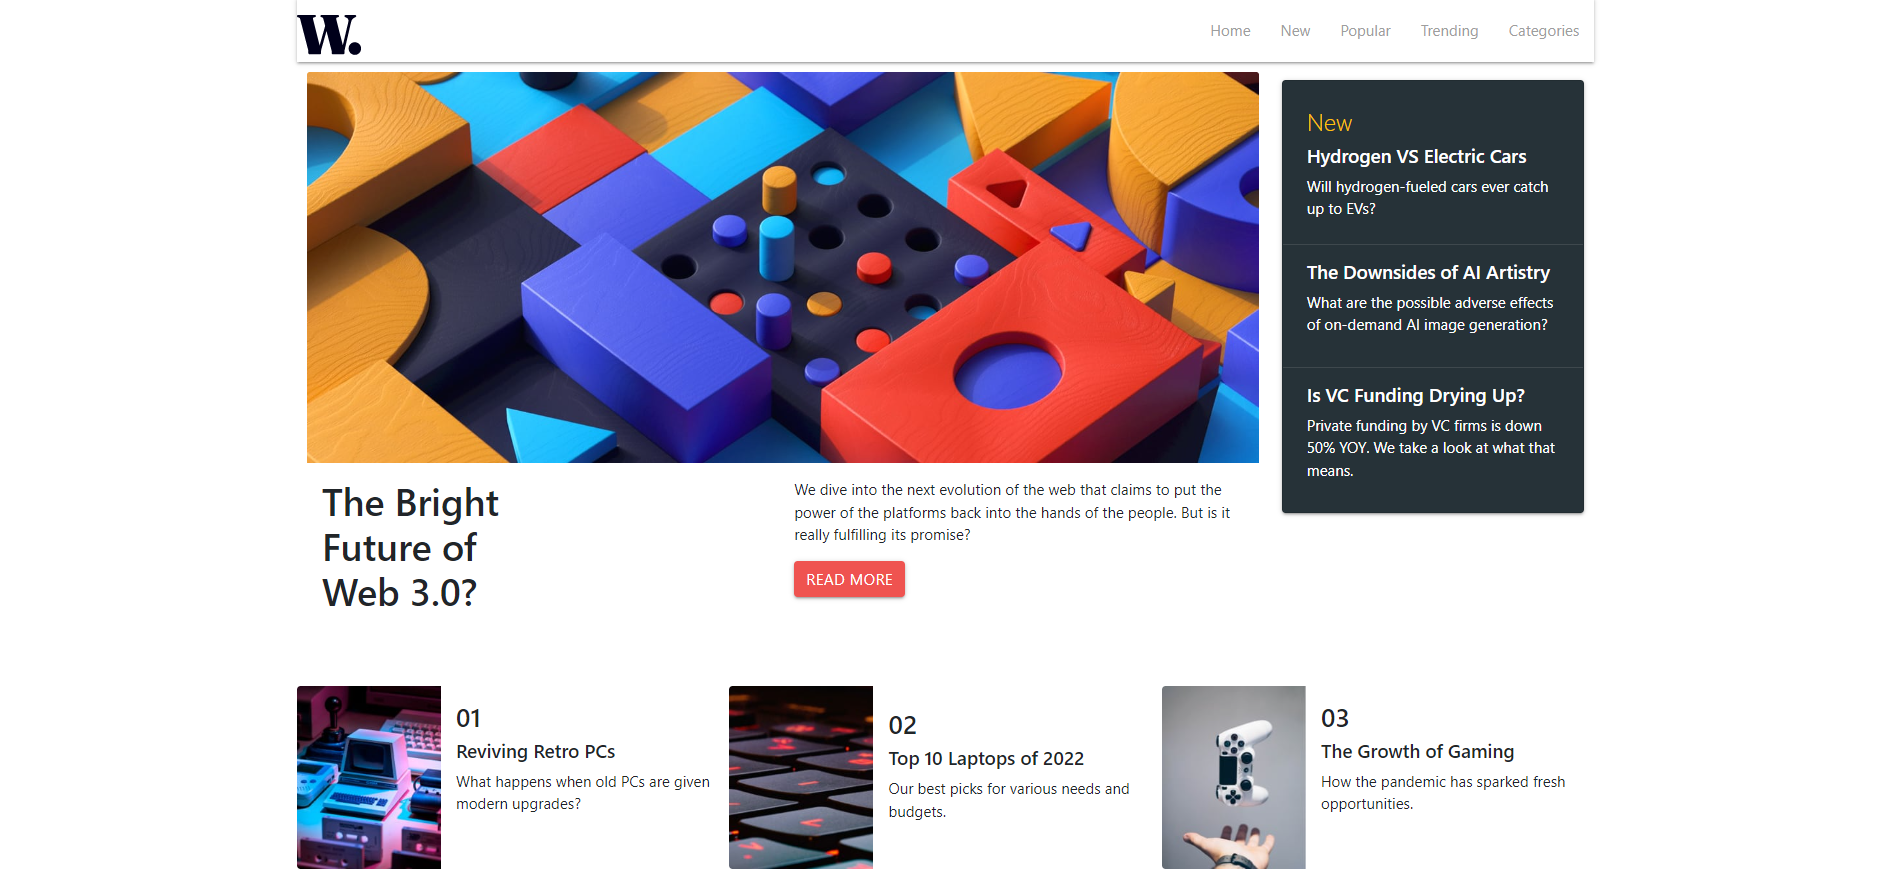 W.
Home New Popular Trending Categories
New
Hydrogen VS Electric Cars
Will hydrogen-fueled cars ever catch
up to EVs?
The Downsides of AI Artistry
What are the possible adverse effects
of on-demand AI image generation?
Is VC Funding Drying Up?
Private funding by VC firms is down
50% YOY. We take a look at what that
means.
The Bright
Future of
Web 3.0?
We dive into the next evolution of the web that claims to put the
power of the platforms back into the hands of the people. But is it
really fulfilling its promise?
READ MORE
01
Reviving Retro PCs
What happens when old PCs are given
modern upgrades?
02
Top 10 Laptops of 2022
Our best picks for various needs and
budgets.
03
The Growth of Gaming
How the pandemic has sparked fresh
opportunities.